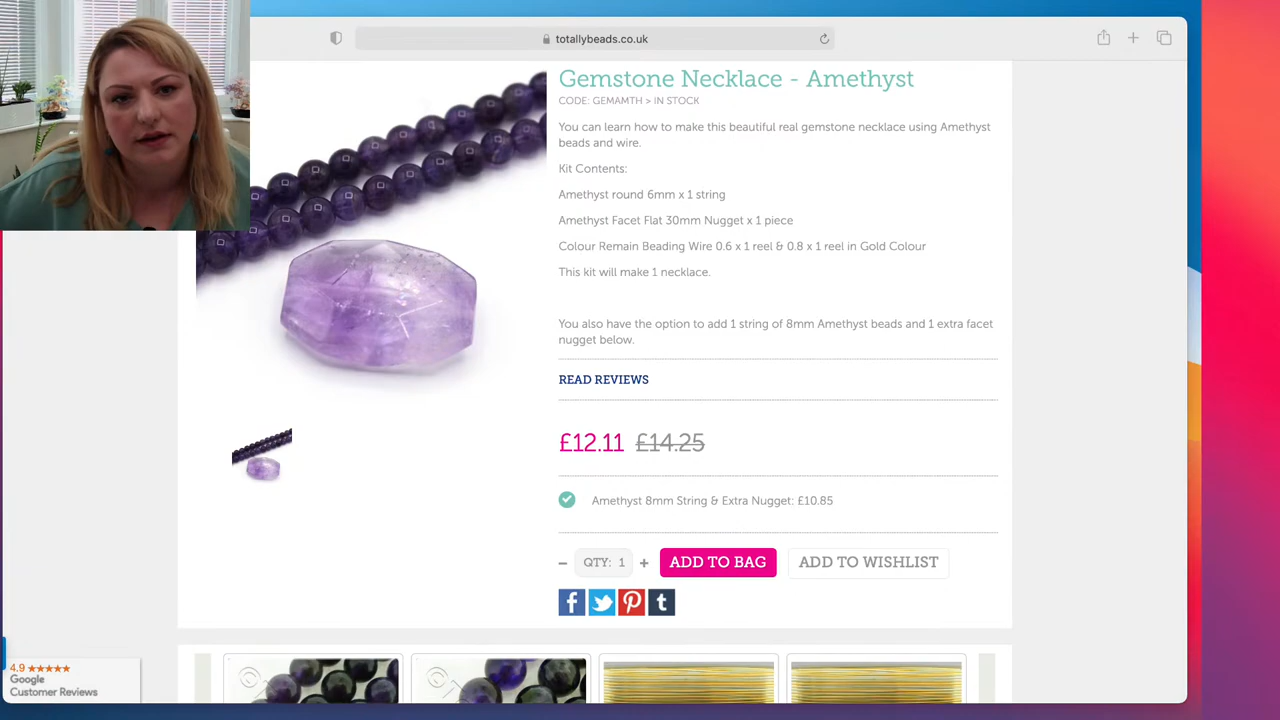 totallybeads.co.uk
Gemstone Necklace - Amethyst
CODE: GEMAMTH > IN STOCK
You can learn how to make this beautiful real gemstone necklace using Amethyst
beads and wire.
Kit Contents:
Amethyst round 6mm x 1 string
Amethyst Facet Flat 30mm Nugget x 1 piece
Colour Remain Beading Wire 0.6 x 1 reel & 0.8 x 1 reel in Gold Colour
This kit will make 1 necklace.
You also have the option to add 1 string of 8mm Amethyst beads and 1 extra facet
nugget below.
READ REVIEWS
£12.11 £14.25
Amethyst 8mm String & Extra Nugget: £10.85
QTY: 1
ADD TO BAG
ADD TO WISHLIST
4.9
Google
Customer Reviews